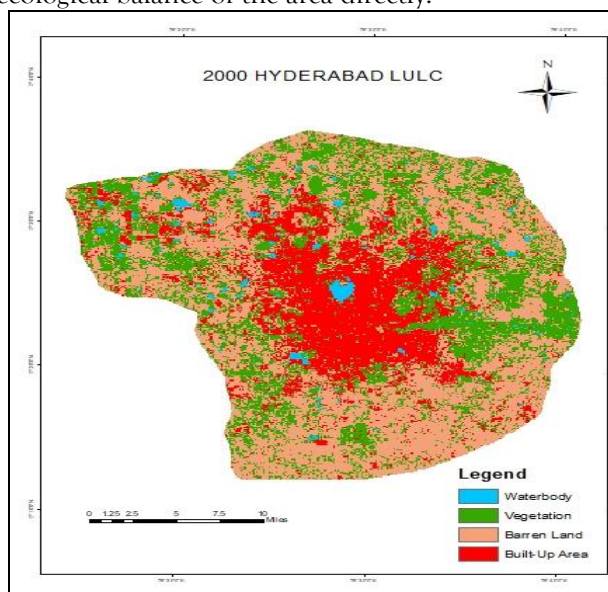 ecological balance of the area directly.
2000 HYDERABAD LULC
N
Legend
Waterbody
Vegetation
Barren Land
Built-Up Area
0 1.25 2.5 5 7.5 10
Miles